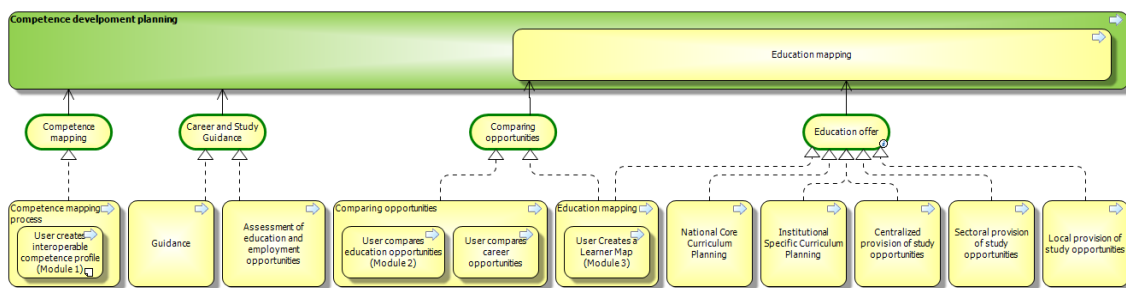 Competence develpoment planning
Education mapping
Competence
mapping
Career and Study
Guidance
Comparing
opportunities
Education offer
Competence mapping
process
User creates
interoperable
competence profile
(Module 1)
Guidance
Assessment of
education and
employment
opportunities
Comparing opportunities
User compares
education opportunities
(Module 2)
User compares
career
opportunities
Education mapping
User Creates a
Learner Map
(Module 3)
National Core
Curriculum
Planning
Institutional
Specific Curriculum
Planning
Centralized
provision of study
opportunities
Sectoral provision
of study
opportunities
Local provision of
study opportunities